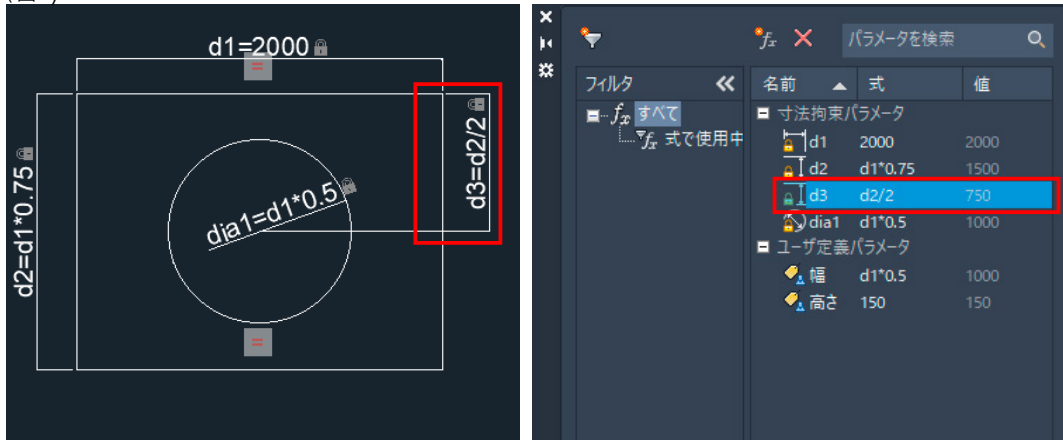 d1=2000
=
d3=d2/2
d2=d1*0.75
dia1=d1*0.5
=
fx
パラメータを検索
フィルタ
名前 式 値
fx すべて
fx 式で使用中
寸法拘束パラメータ
d1 2000 2000
d2 d1*0.75 1500
d3 d2/2 750
dia1 d1*0.5 1000
ユーザ定義パラメータ
幅 d1*0.5 1000
高さ 150 150